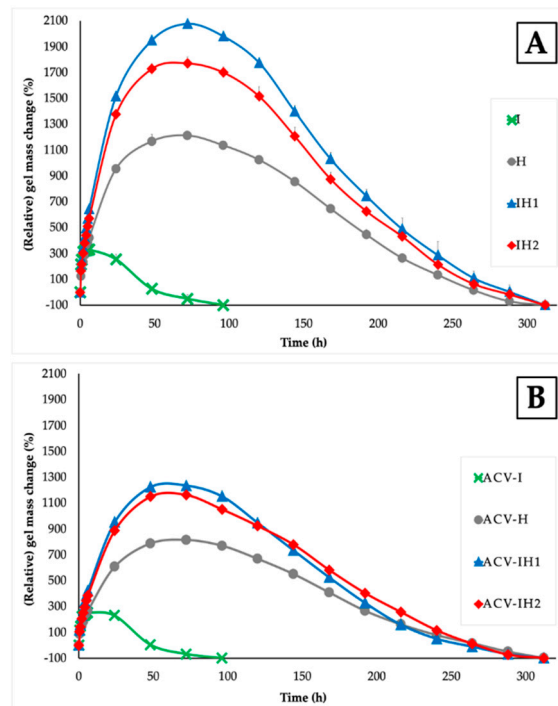 A
(Relative) gel mass change (%)
2100
1900
1700
1500
1300
1100
900
700
500
300
100
-100
I
H
IH1
IH2
0
50
100
150
200
250
300
Time (h)
B
(Relative) gel mass change (%)
2100
1900
1700
1500
1300
1100
900
700
500
300
100
-100
ACV-I
ACV-H
ACV-IH1
ACV-IH2
0
50
100
150
200
250
300
Time (h)